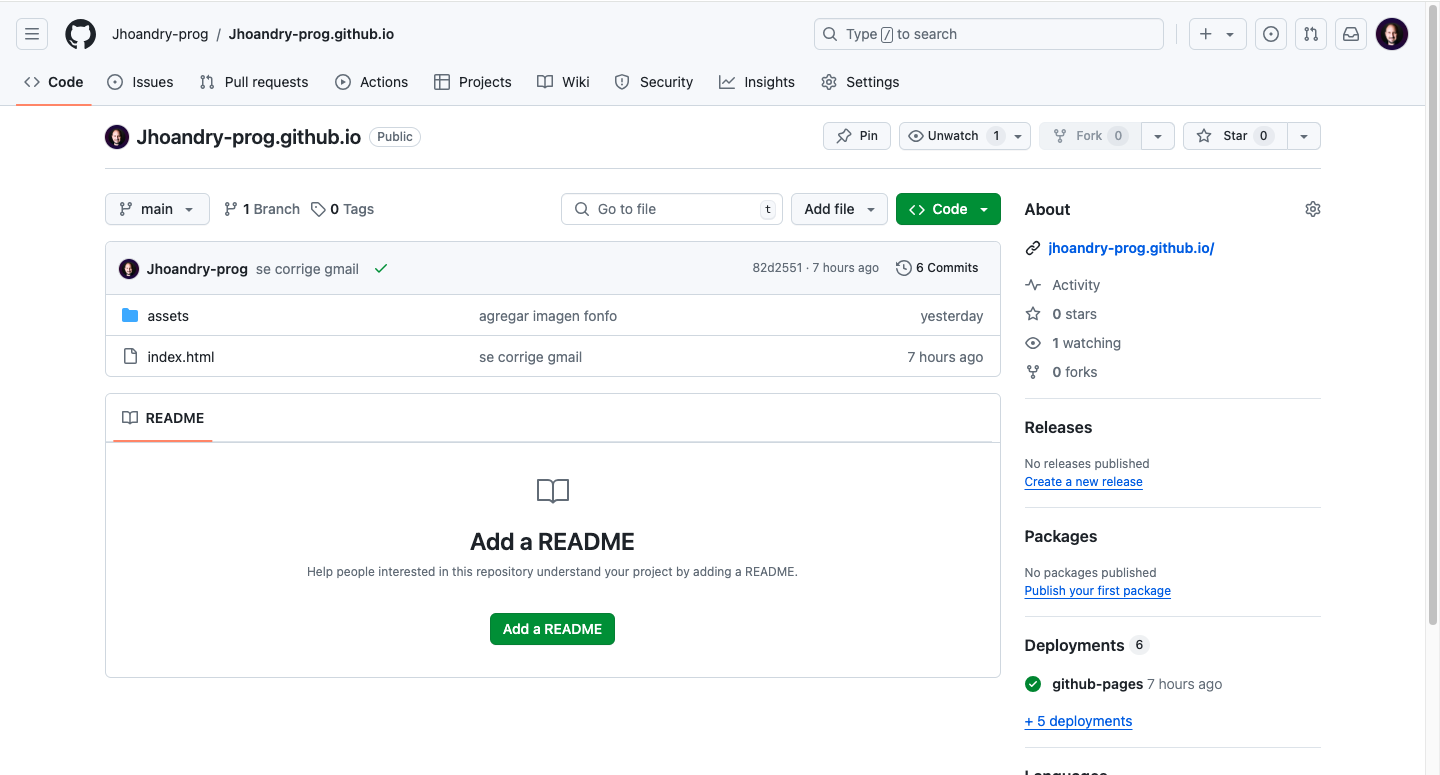 Jhoandry-prog / Jhoandry-prog.github.io
Type / to search
Code Issues Pull requests Actions Projects Wiki Security Insights Settings
Jhoandry-prog.github.io Public
Pin Unwatch 1 Fork 0 Star 0
main 1 Branch 0 Tags Go to file t Add file Code
Jhoandry-prog se corrige gmail 82d2551 · 7 hours ago 6 Commits
assets agregar imagen fonfo yesterday
index.html se corrige gmail 7 hours ago
README
Add a README
Help people interested in this repository understand your project by adding a README.
Add a README
About
jhoandry-prog.github.io/
Activity
0 stars
1 watching
0 forks
Releases
No releases published
Create a new release
Packages
No packages published
Publish your first package
Deployments 6
github-pages 7 hours ago
+ 5 deployments
Languages